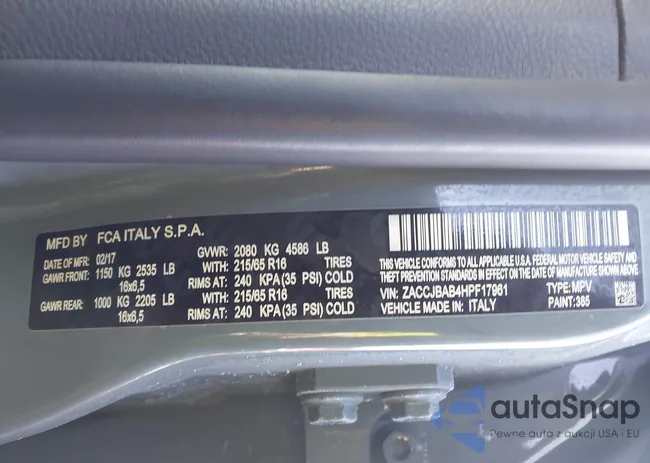 MFD BY FCA ITALY S.P.A.
DATE OF MFR: 02/17 GVWR: 2080 KG 4586 LB
GAWR FRONT: 1150 KG 2535 LB WITH: 215/65 R16 TIRES
16x6,5 RIMS AT: 240 KPA (35 PSI) COLD
GAWR REAR: 1000 KG 2205 LB WITH: 215/65 R16 TIRES
16x6,5 RIMS AT: 240 KPA (35 PSI) COLD
THIS VEHICLE CONFORMS TO ALL APPLICABLE U.S.A. FEDERAL MOTOR VEHICLE
SAFETY, BUMPER, AND THEFT PREVENTION STANDARDS IN EFFECT ON THE DATE OF
MANUFACTURE SHOWN ABOVE.
VIN: ZACCJBAB4HPF17961 TYPE: MPV
VEHICLE MADE IN: ITALY PAINT: 385
autaSnap
Pewne auta z aukcji USA i EU